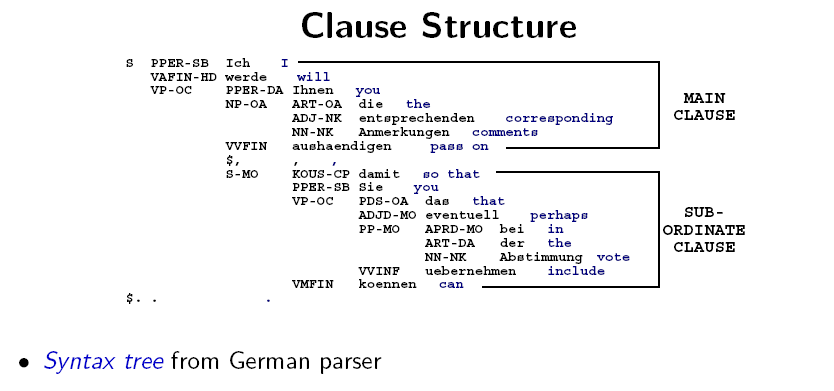 Clause Structure
S PPER-SB Ich I
VAFIN-HD werde will
VP-OC PPER-DA Ihnen you
NP-OA ART-OA die the
ADJ-NK entsprechenden corresponding
NN-NK Anmerkungen comments
VVFIN aushaendigen pass on
$, , ,
S-MO KOUS-CP damit so that
PPER-SB Sie you
VP-OC PDS-OA das that
ADJD-MO eventuell perhaps
PP-MO APRD-MO bei in
ART-DA der the
NN-NK Abstimmung vote
VVINF uebernehmen include
VMFIN koennen can
$. . .
MAIN
CLAUSE
SUB-
ORDINATE
CLAUSE
• Syntax tree from German parser